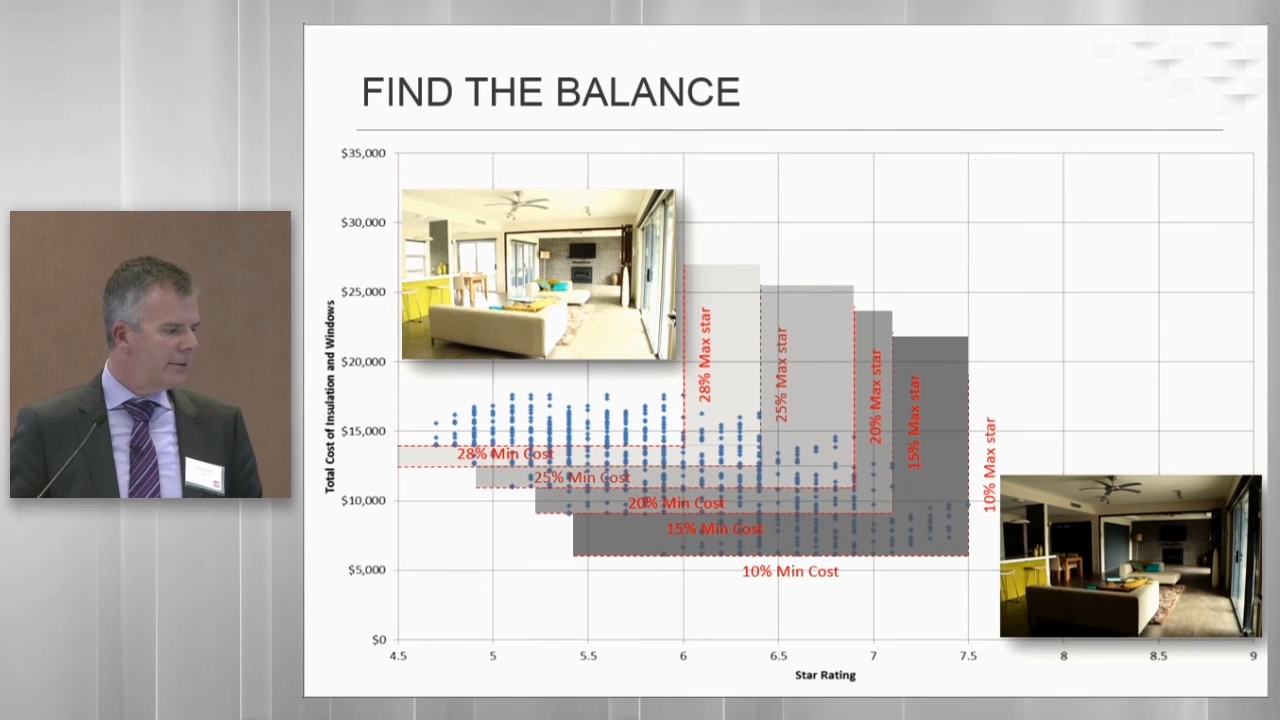 FIND THE BALANCE
$35,000
$30,000
$25,000
$20,000
$15,000
$10,000
$5,000
$0
Total Cost of Insulation and Windows
28% Max star
25% Max star
20% Max star
15% Max star
10% Max star
28% Min Cost
25% Min Cost
20% Min Cost
15% Min Cost
10% Min Cost
4.5 5 5.5 6 6.5 7 7.5 8 8.5 9
Star Rating